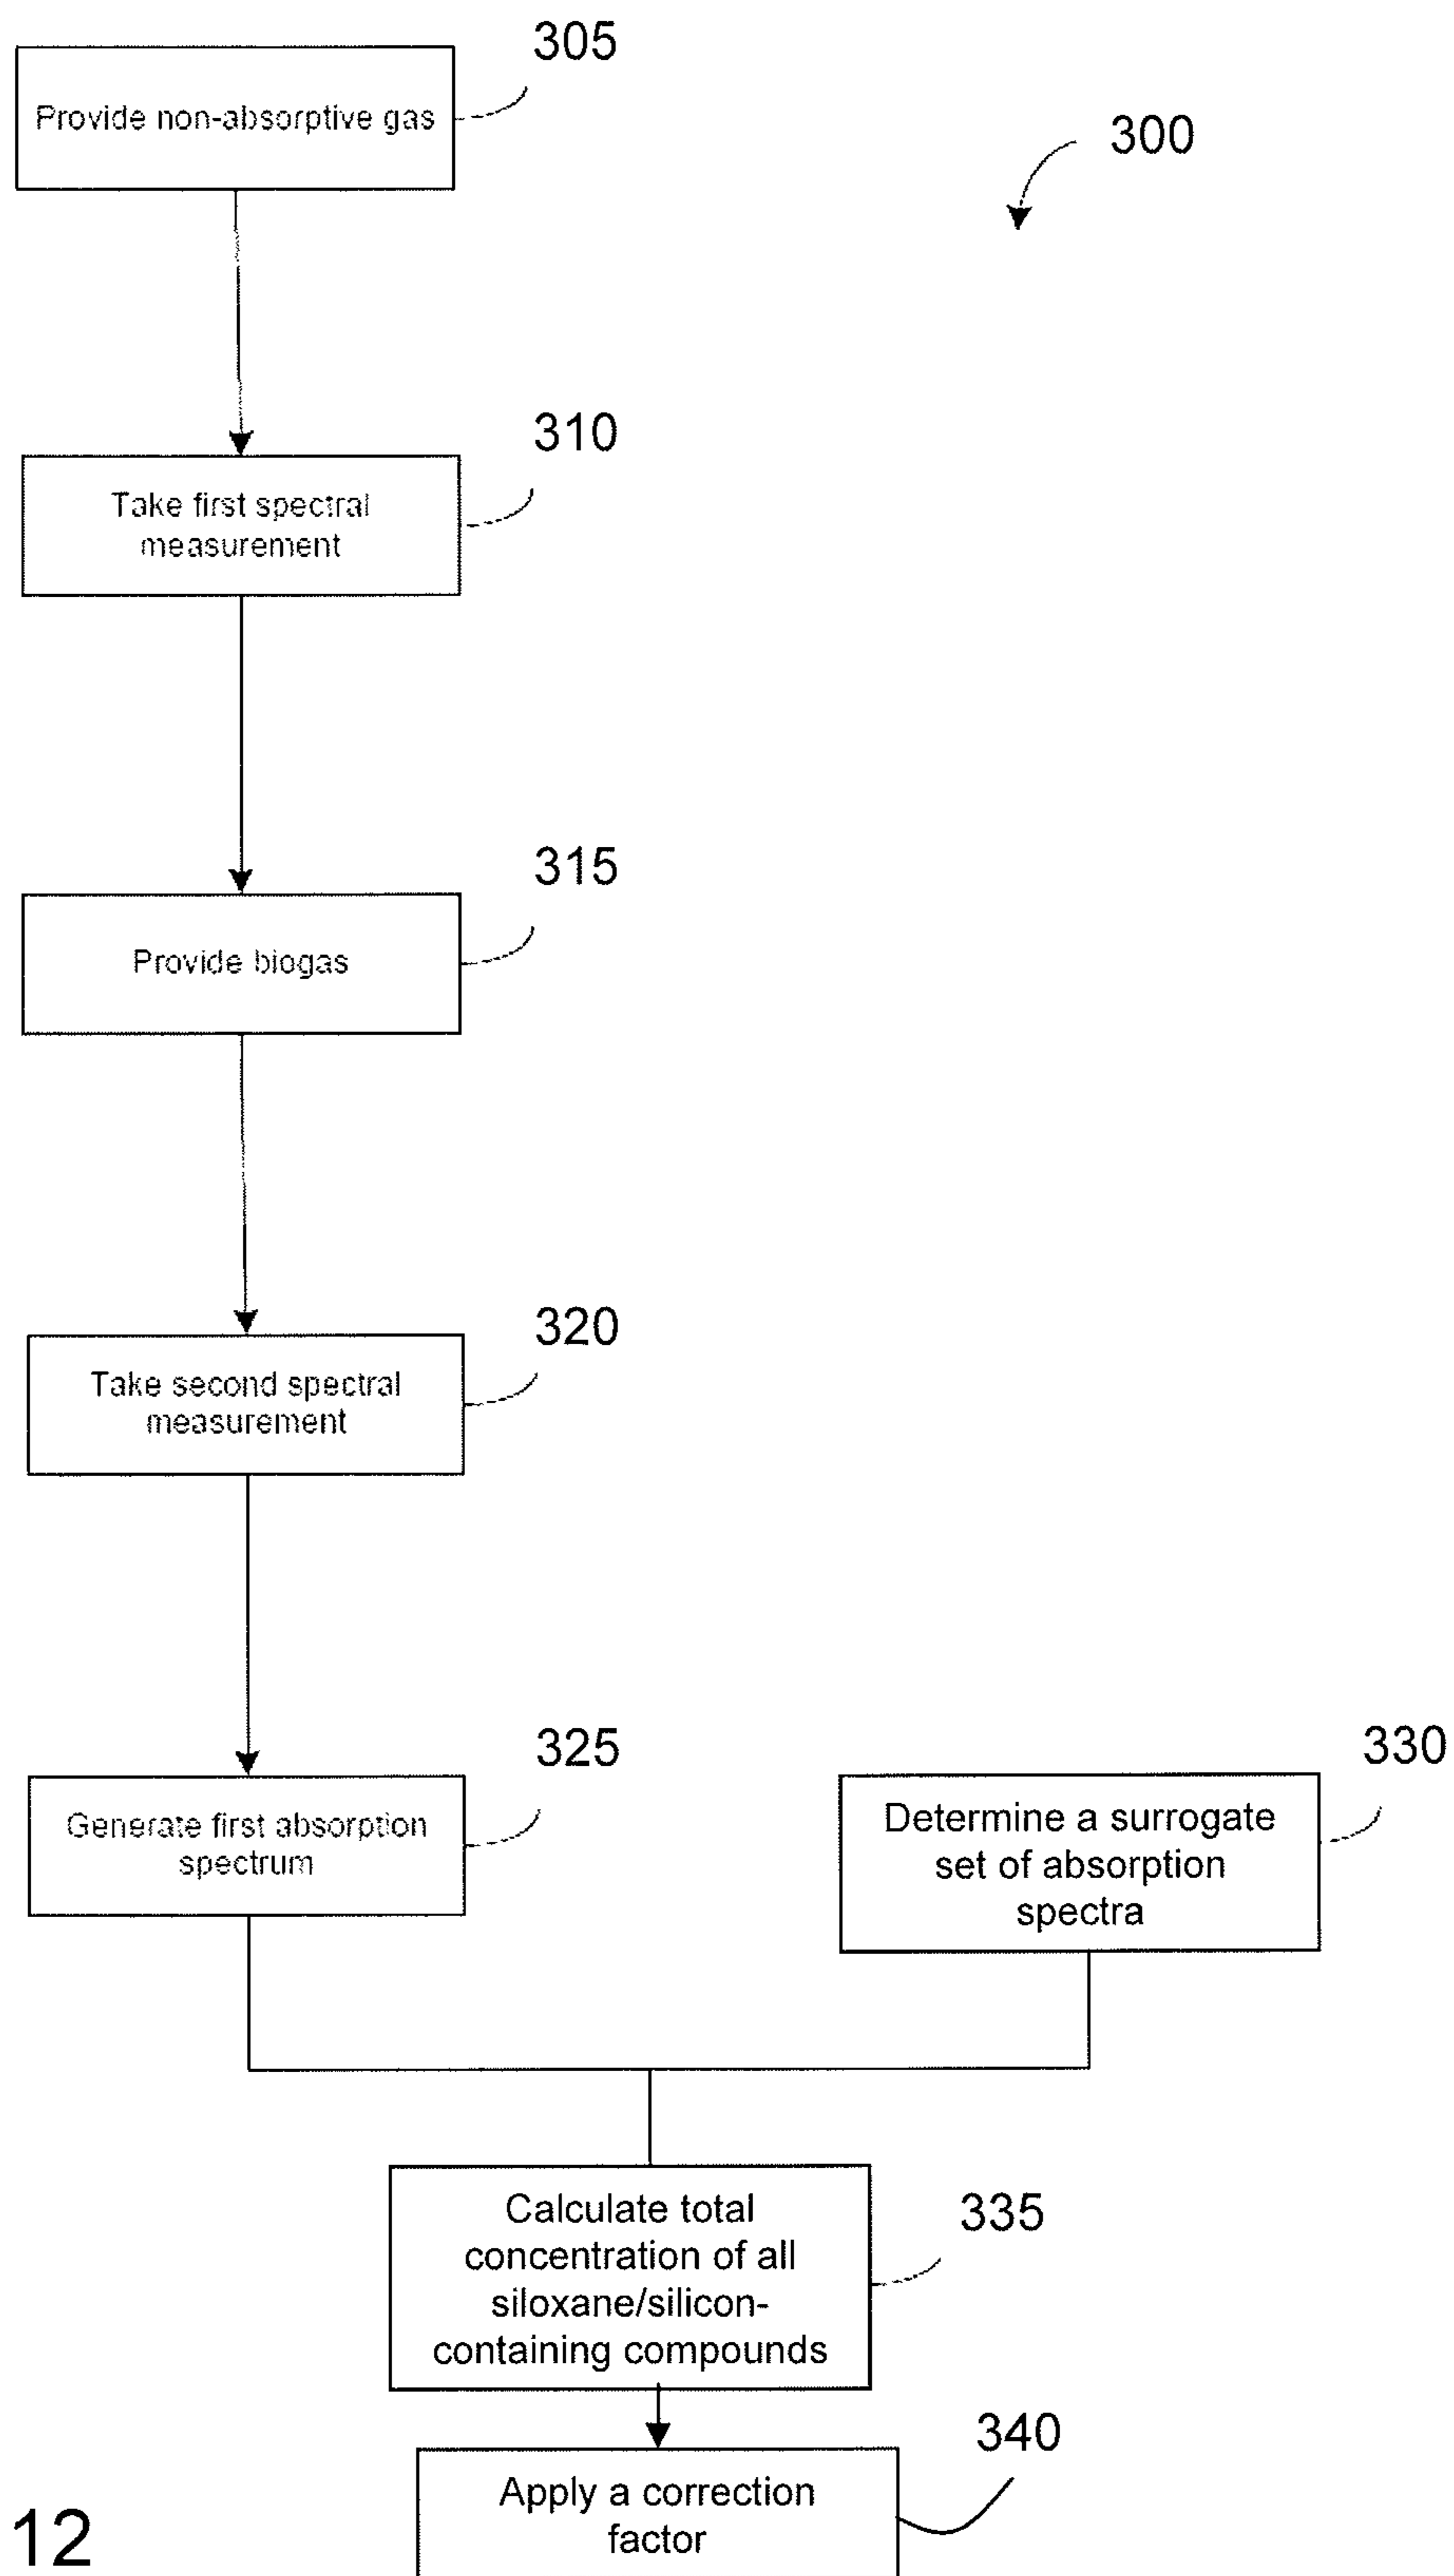 305
Provide non-absorptive gas
300
310
Take first spectral
measurement
315
Provide biogas
320
Take second spectral
measurement
325
Generate first absorption
spectrum
330
Determine a surrogate
set of absorption
spectra
335
Calculate total
concentration of all
siloxane/silicon-
containing compounds
340
Apply a correction
factor
12